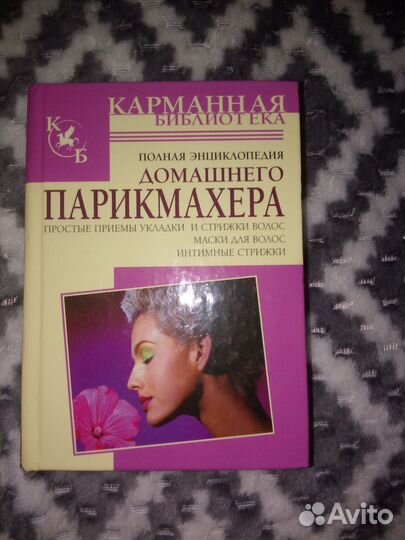 К
Б
КАРМАННАЯ
БИБЛИОТЕКА
ПОЛНАЯ ЭНЦИКЛОПЕДИЯ
ДОМАШНЕГО
ПАРИКМАХЕРА
ПРОСТЫЕ ПРИЕМЫ УКЛАДКИ И СТРИЖКИ ВОЛОС
МАСКИ ДЛЯ ВОЛОС
ИНТИМНЫЕ СТРИЖКИ
Avito